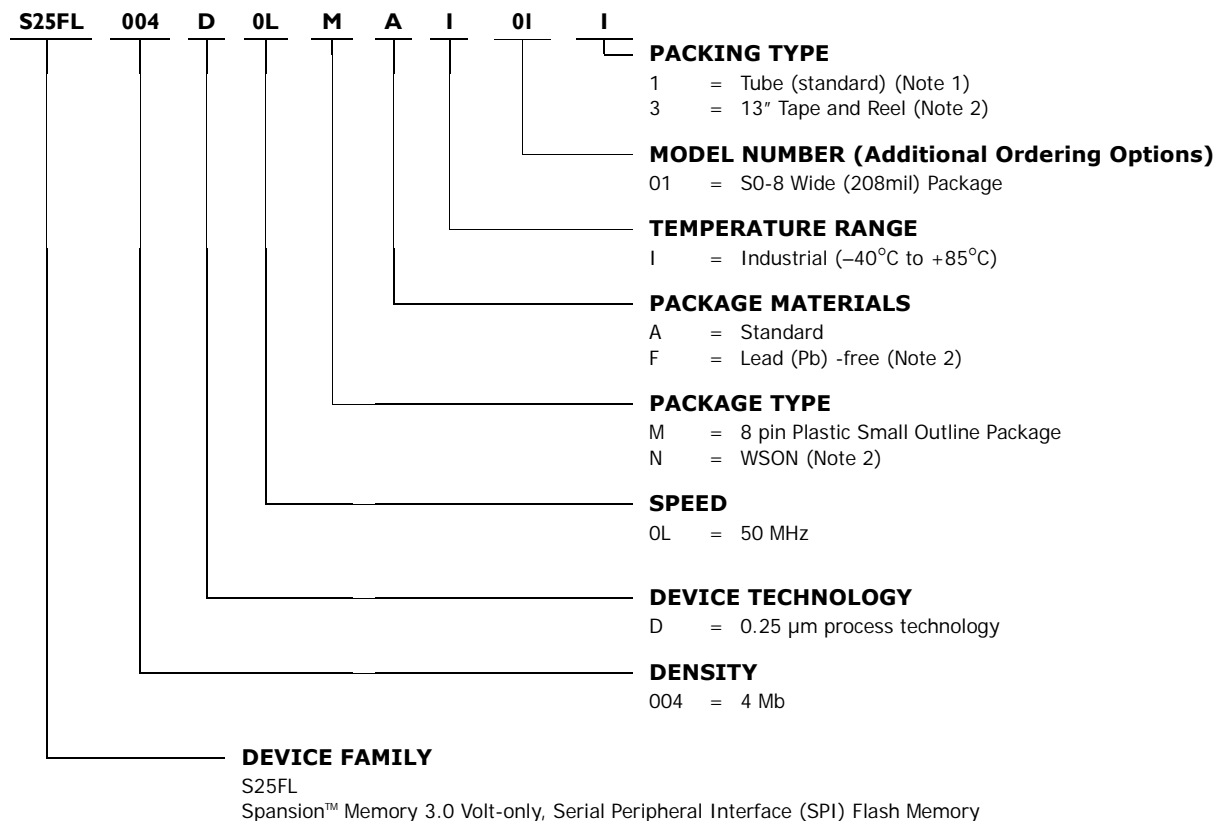 S25FL 004 D 0L M A I 01 1
PACKING TYPE
1 = Tube (standard) (Note 1)
3 = 13″ Tape and Reel (Note 2)
MODEL NUMBER (Additional Ordering Options)
01 = S0-8 Wide (208mil) Package
TEMPERATURE RANGE
I = Industrial (–40°C to +85°C)
PACKAGE MATERIALS
A = Standard
F = Lead (Pb) -free (Note 2)
PACKAGE TYPE
M = 8 pin Plastic Small Outline Package
N = WSON (Note 2)
SPEED
0L = 50 MHz
DEVICE TECHNOLOGY
D = 0.25 µm process technology
DENSITY
004 = 4 Mb
DEVICE FAMILY
S25FL
Spansion™ Memory 3.0 Volt-only, Serial Peripheral Interface (SPI) Flash Memory